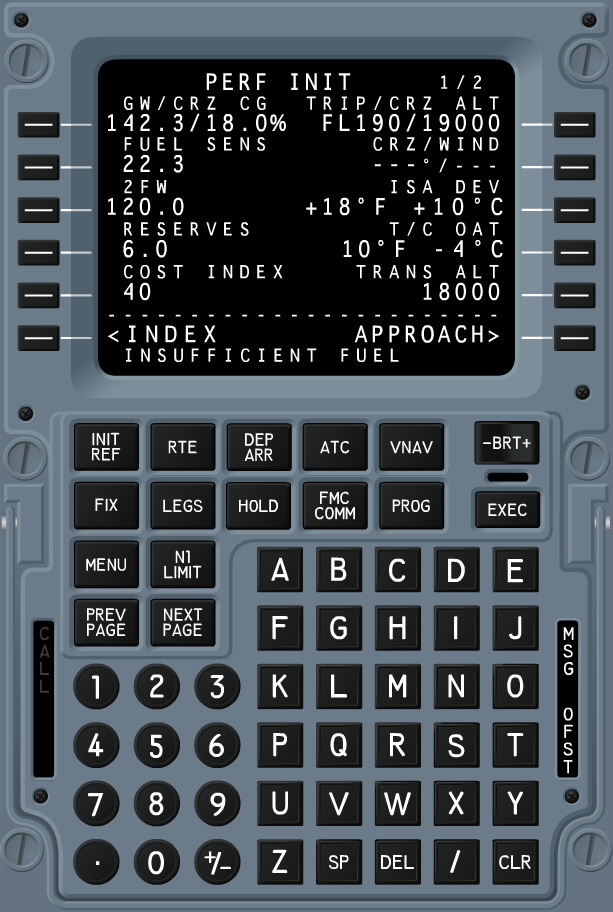 PERF INIT 1/2
GW/CRZ CG TRIP/CRZ ALT
142.3/18.0% FL190/19000
FUEL SENS CRZ/WIND
22.3 ---°/---
2FW ISA DEV
120.0 +18°F +10°C
RESERVES T/C OAT
6.0 10°F -4°C
COST INDEX TRANS ALT
40 18000
----------------------------
<INDEX APPROACH>
INSUFFICIENT FUEL
INIT REF RTE DEP ARR ATC VNAV -BRT+
FIX LEGS HOLD FMC COMM PROG EXEC
MENU N1 LIMIT A B C D E
PREV PAGE NEXT PAGE F G H I J
CALL
MSG OFST
1 2 3 K L M N O
4 5 6 P Q R S T
7 8 9 U V W X Y
. 0 +/- Z SP DEL / CLR